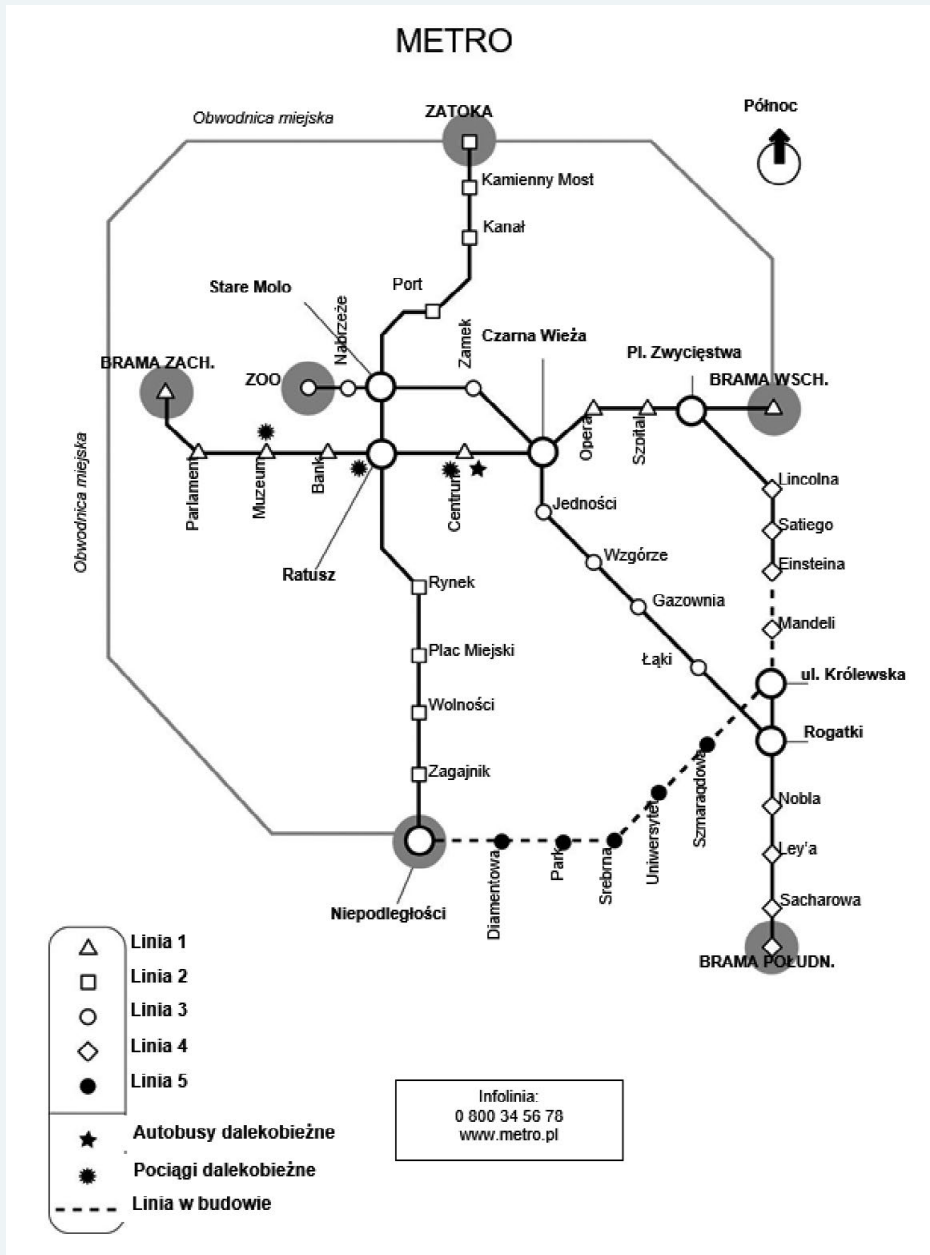 METRO
Obwodnica miejska
ZATOKA
Północ
Kamienny Most
Kanał
Port
Stare Molo
Nabrzeże
Zamek
Czarna Wieża
Pl. Zwycięstwa
BRAMA ZACH.
ZOO
BRAMA WSCH.
Opera
Szpital
Parlament
Muzeum
Bank
Centrum
Lincolna
Satiego
Einsteina
Obwodnica miejska
Jedności
Wzgórze
Ratusz
Rynek
Gazownia
Mandeli
Plac Miejski
Łąki
ul. Królewska
Wolności
Rogatki
Zagajnik
Szmaragdowa
Uniwersytet
Nobla
Diamentowa
Park
Srebrna
Ley'a
Niepodległości
Sacharowa
BRAMA POŁUDN.
Linia 1
Linia 2
Linia 3
Linia 4
Linia 5
Autobusy dalekobieżne
Pociągi dalekobieżne
Linia w budowie
Infolinia:
0 800 34 56 78
www.metro.pl